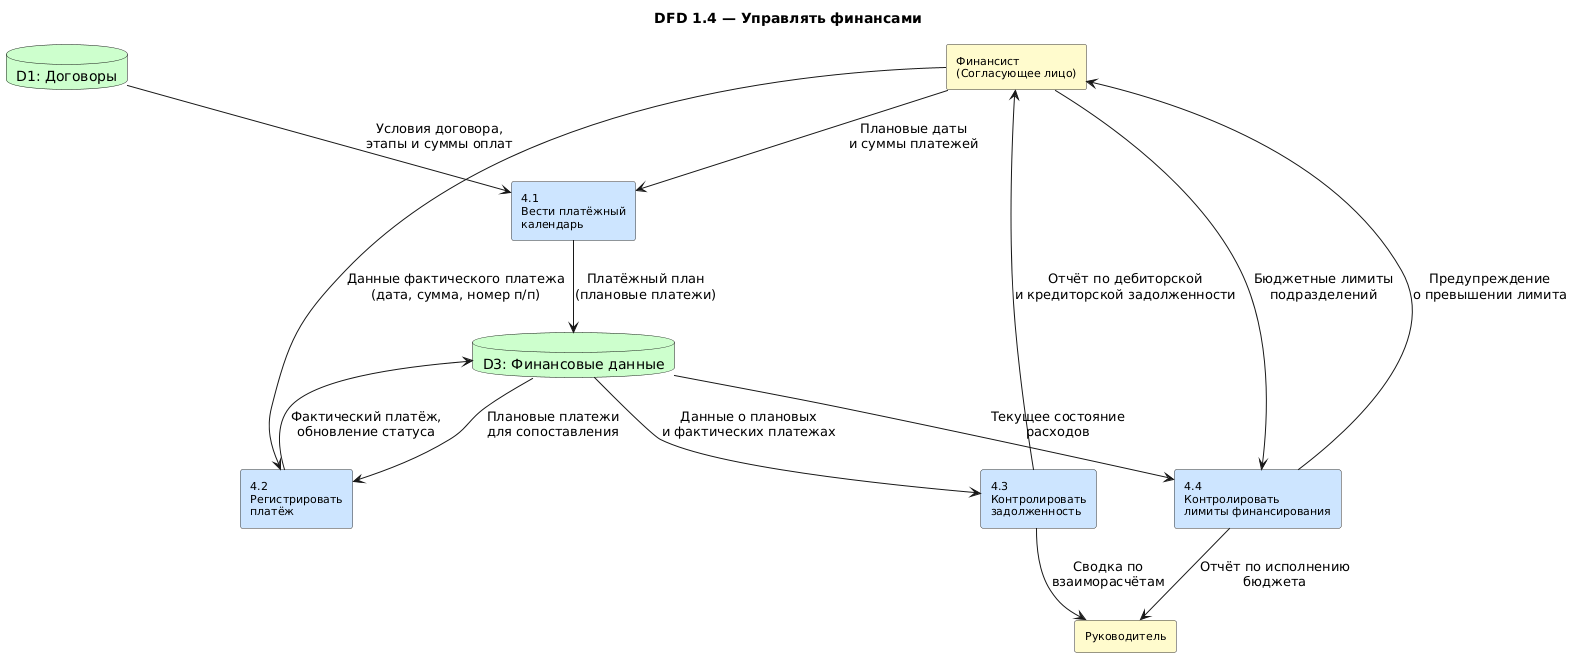 DFD 1.4 — Управлять финансами
D1: Договоры
Финансист
(Согласующее лицо)
Условия договора,
этапы и суммы оплат
Плановые даты
и суммы платежей
4.1
Вести платёжный
календарь
Данные фактического платежа
(дата, сумма, номер п/п)
Платёжный план
(плановые платежи)
Отчёт по дебиторской
и кредиторской задолженности
Бюджетные лимиты
подразделений
Предупреждение
о превышении лимита
D3: Финансовые данные
Фактический платёж,
обновление статуса
Плановые платежи
для сопоставления
Данные о плановых
и фактических платежах
Текущее состояние
расходов
4.2
Регистрировать
платёж
4.3
Контролировать
задолженность
4.4
Контролировать
лимиты финансирования
Сводка по
взаиморасчётам
Отчёт по исполнению
бюджета
Руководитель